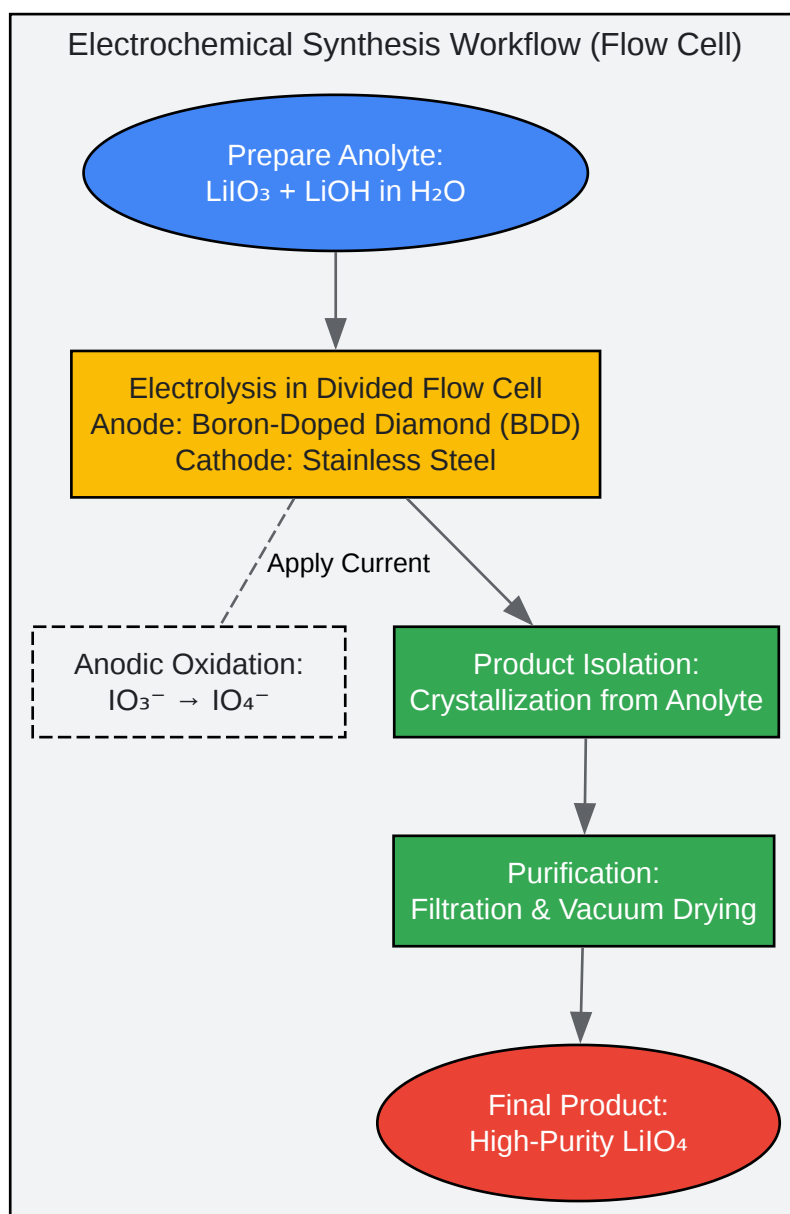 Electrochemical Synthesis Workflow (Flow Cell)
Prepare Anolyte:
LiIO₃ + LiOH in H₂O
Electrolysis in Divided Flow Cell
Anode: Boron-Doped Diamond (BDD)
Cathode: Stainless Steel
Apply Current
Anodic Oxidation:
IO₃⁻ → IO₄⁻
Product Isolation:
Crystallization from Anolyte
Purification:
Filtration & Vacuum Drying
Final Product:
High-Purity LiIO₄